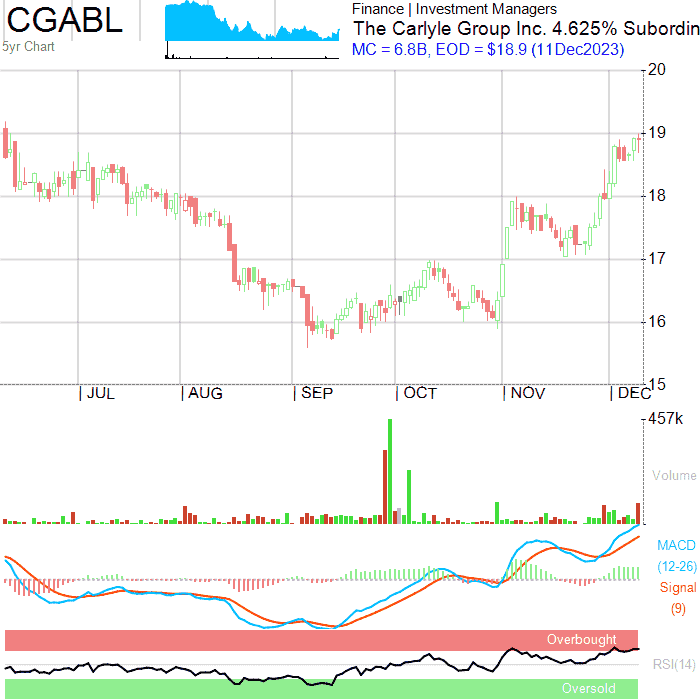 CGABL
5yr Chart
Finance | Investment Managers
The Carlyle Group Inc. 4.625% Subordin
MC = 6.8B, EOD = $18.9 (11Dec2023)
20
19
18
17
16
15
| JUL | AUG | SEP | OCT | NOV | DEC
457k
Volume
MACD
(12-26)
Signal
(9)
Overbought
RSI(14)
Oversold